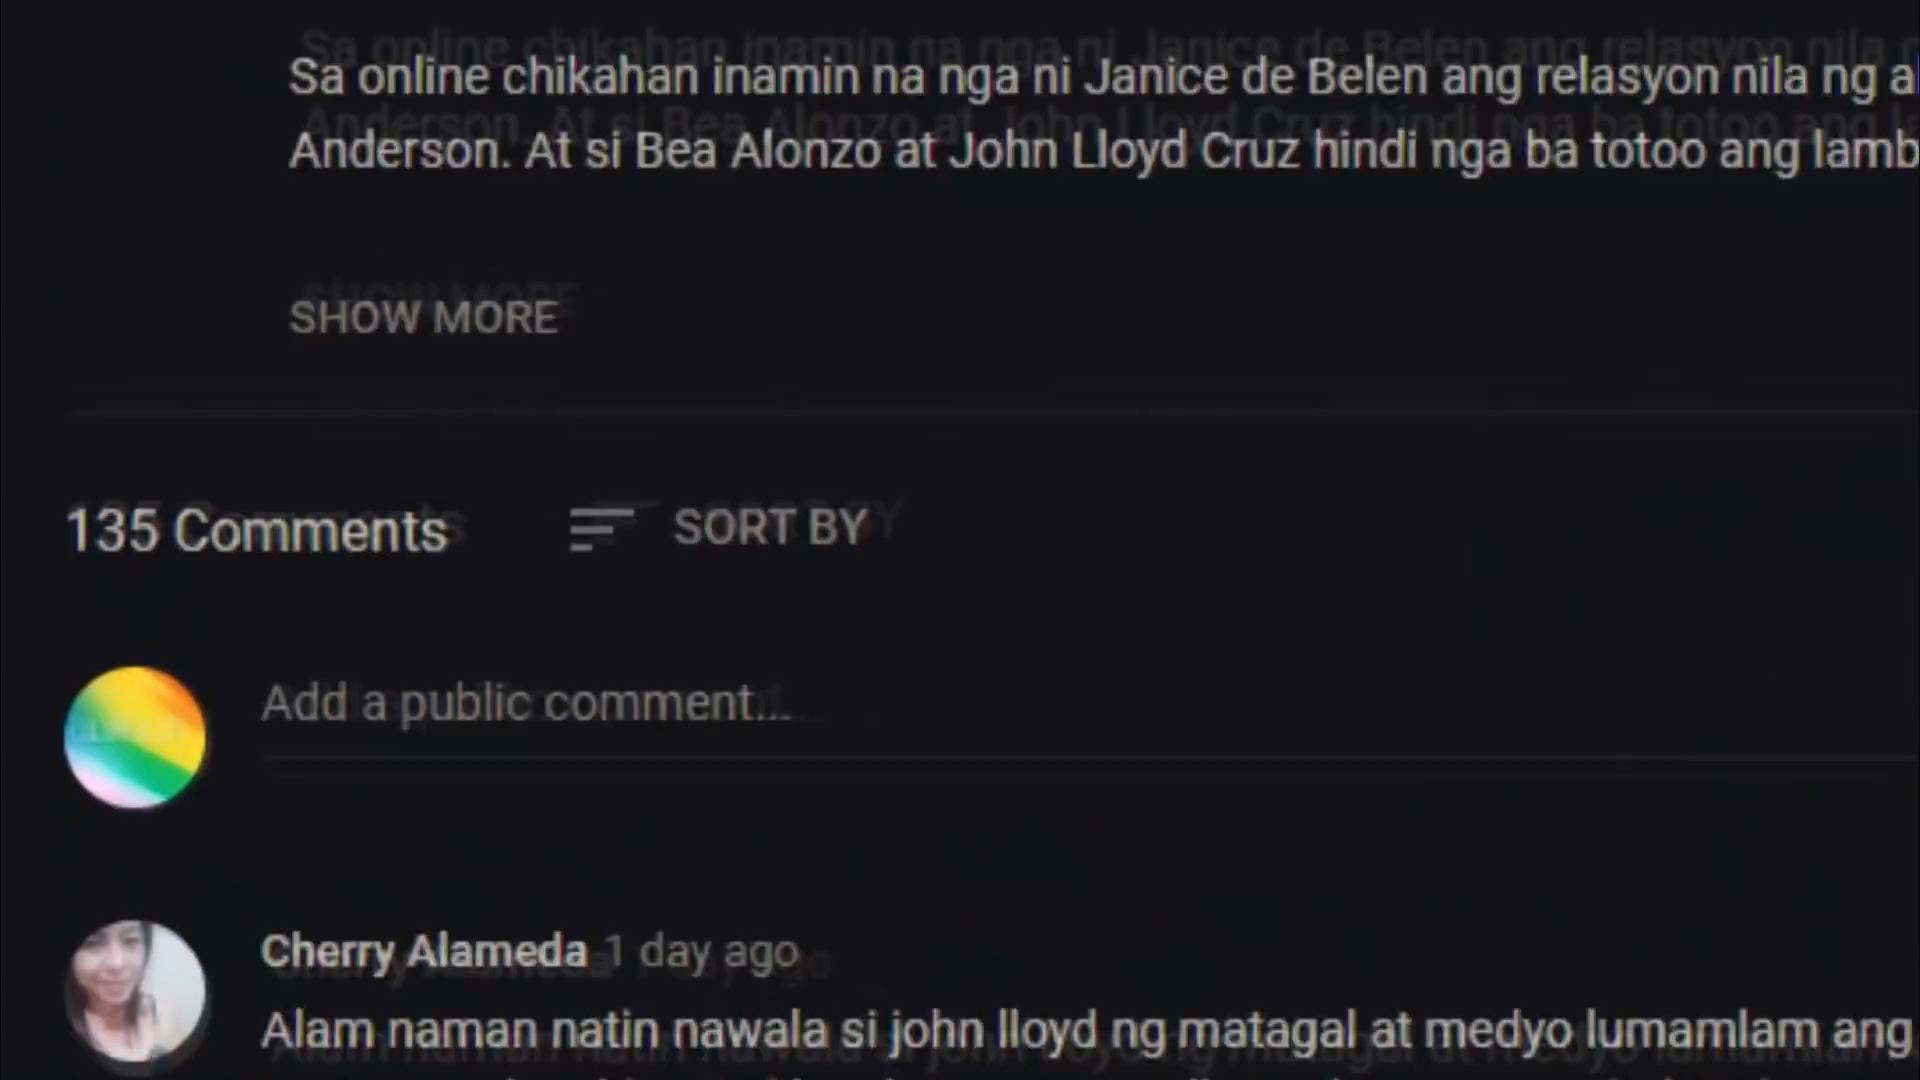 Sa online chikahan inamin na nga ni Janice de Belen ang relasyon nila ng
Anderson. At si Bea Alonzo at John Lloyd Cruz hindi nga ba totoo ang
SHOW MORE
135 Comments SORT BY
Add a public comment...
Cherry Alameda 1 day ago
Alam naman natin nawala si john lloyd ng matagal at medyo lumamlam ang